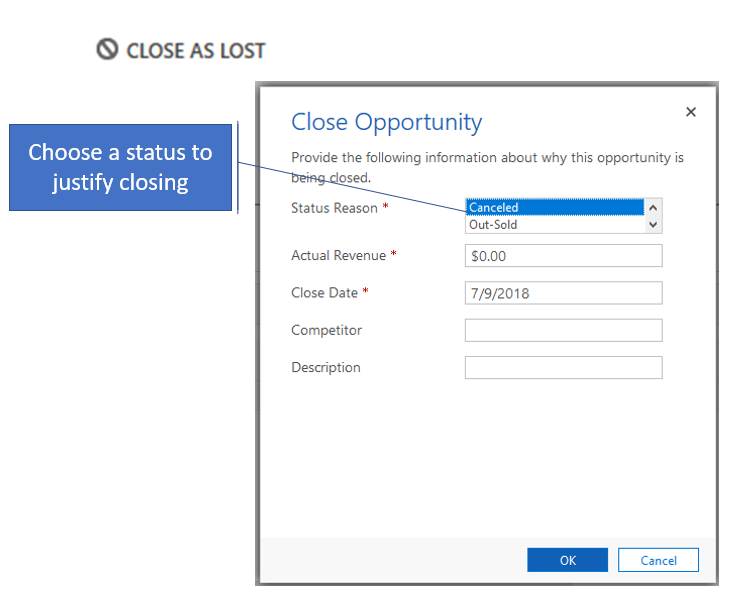 CLOSE AS LOST
Choose a status to
justify closing
Close Opportunity
Provide the following information about why this opportunity is
being closed.
Status Reason *
Canceled
Out-Sold
Actual Revenue *
$0.00
Close Date *
7/9/2018
Competitor
Description
OK
Cancel